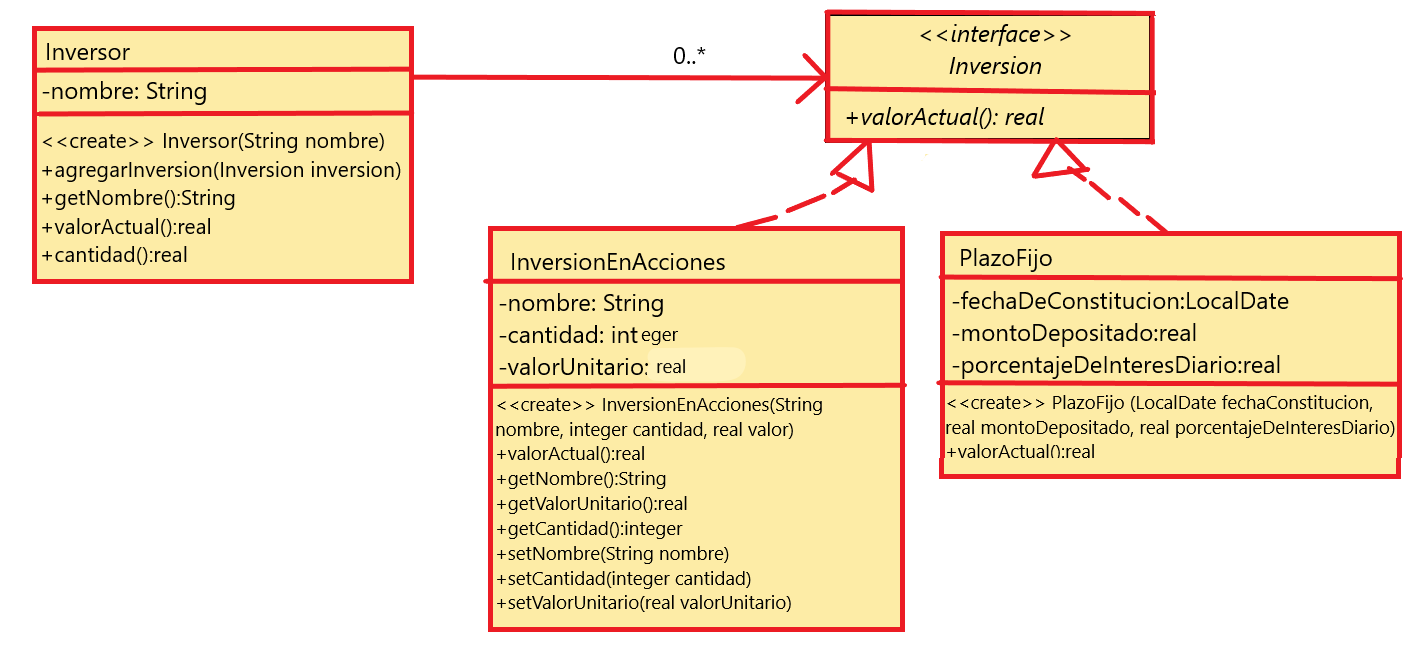 Inversor
-nombre: String
<<create>> Inversor(String nombre)
+agregarInversion(Inversion inversion)
+getNombre():String
+valorActual():real
+cantidad():real
0..*
<<interface>>
Inversion
+valorActual(): real
InversionEnAcciones
-nombre: String
-cantidad: integer
-valorUnitario: real
<<create>> InversionEnAcciones(String
nombre, integer cantidad, real valor)
+valorActual():real
+getNombre():String
+getValorUnitario():real
+getCantidad():integer
+setNombre(String nombre)
+setCantidad(integer cantidad)
+setValorUnitario(real valorUnitario)
PlazoFijo
-fechaDeConstitucion:LocalDate
-montoDepositado:real
-porcentajeDeInteresDiario:real
<<create>> PlazoFijo (LocalDate fechaConstitucion,
real montoDepositado, real porcentajeDeInteresDiario)
+valorActual():real